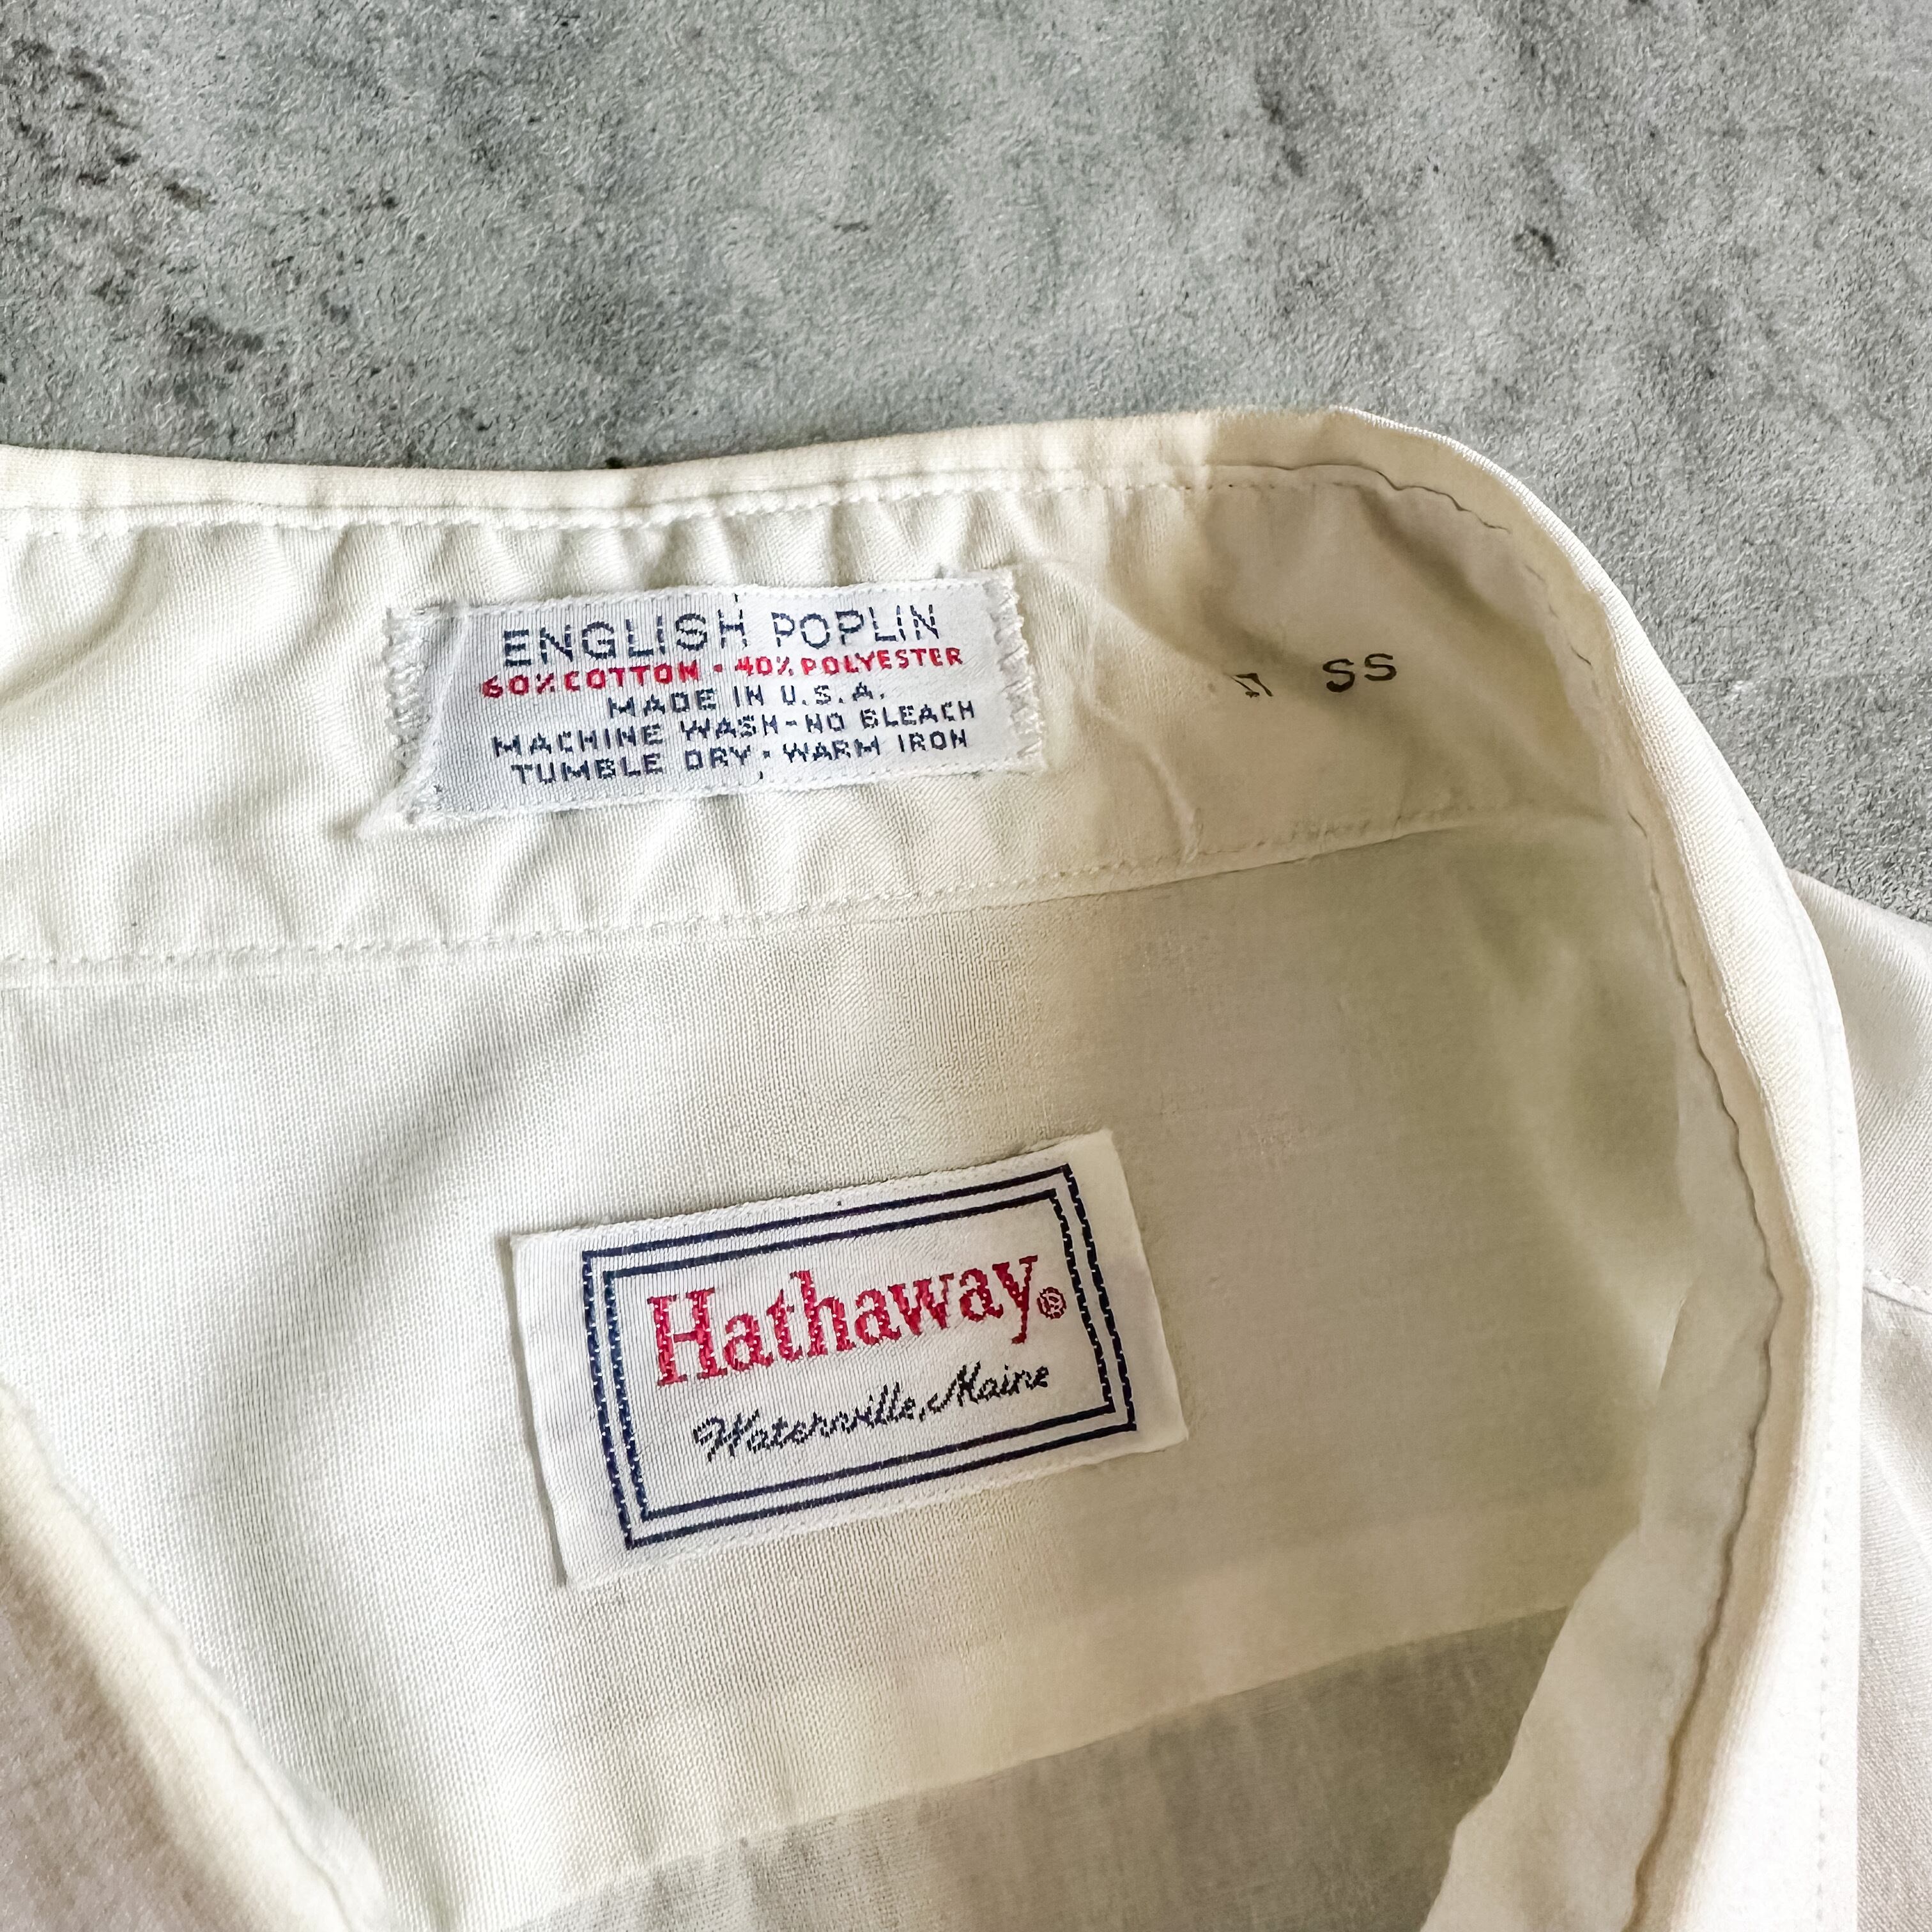 ENGLISH POPLIN
60% COTTON · 40% POLYESTER
MADE IN U.S.A.
MACHINE WASH-NO BLEACH
TUMBLE DRY · WARM IRON
SS
Hathaway®
Waterville, Maine